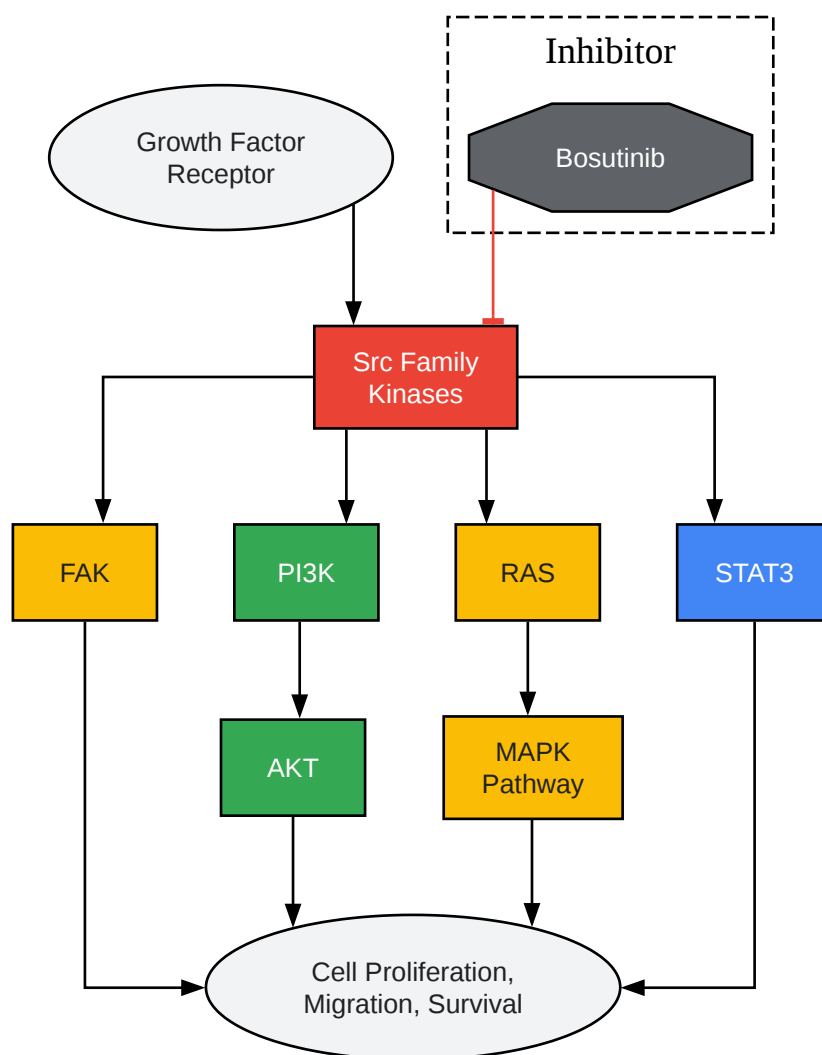 Inhibitor
Growth Factor
Receptor
Bosutinib
Src Family
Kinases
FAK
PI3K
RAS
STAT3
AKT
MAPK
Pathway
Cell Proliferation,
Migration, Survival